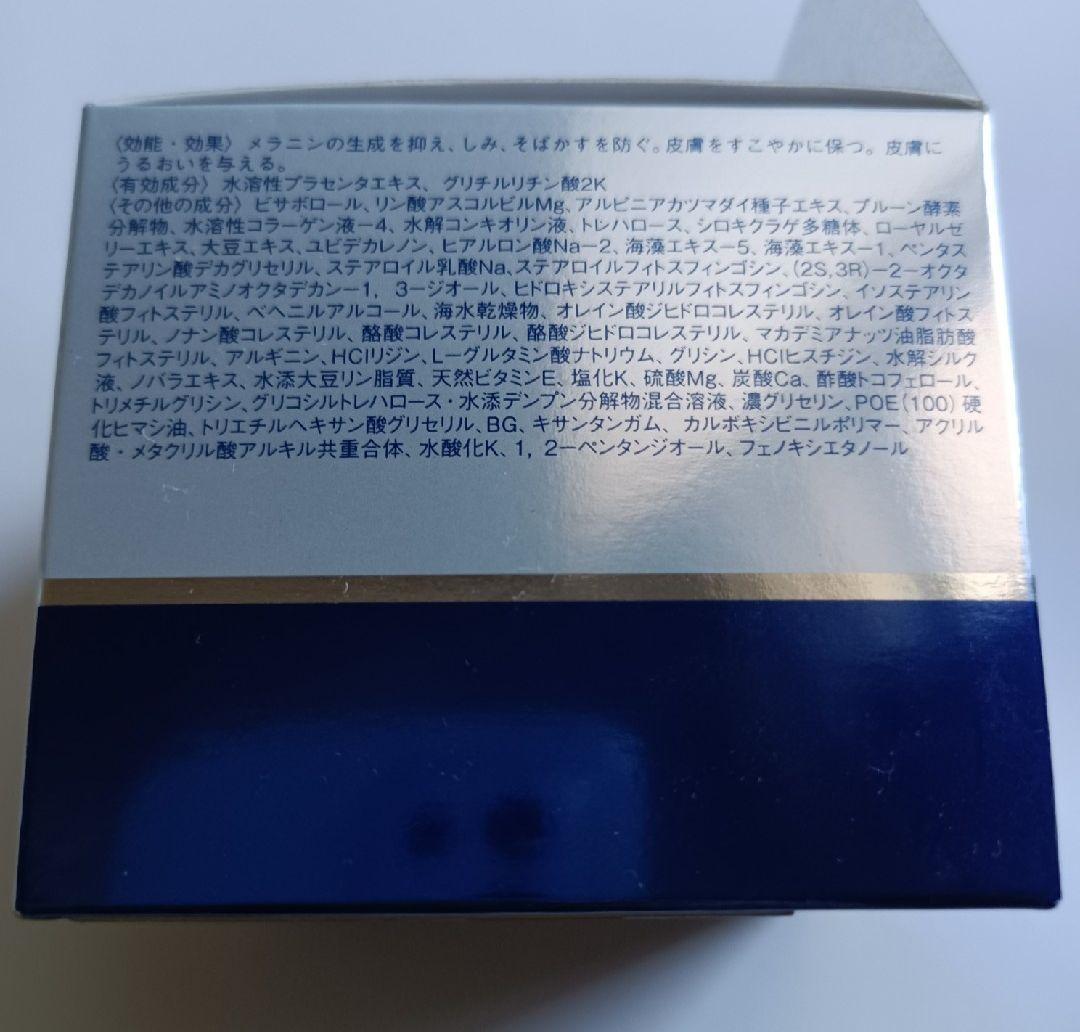 〈効能・効果〉メラニンの生成を抑え、しみ、そばかすを防ぐ。皮膚をすこやかに保つ。皮膚に
うるおいを与える。
〈有効成分〉水溶性プラセンタエキス、グリチルリチン酸2K
〈その他の成分〉ビサボロール、リン酸アスコルビルMg、アルピニアカツマダイ種子エキス、プルーン酵素
分解物、水溶性コラーゲン液−4、水解コンキオリン液、トレハロース、シロキクラゲ多糖体、ローヤルゼ
リーエキス、大豆エキス、ユビデカレノン、ヒアルロン酸Na−2、海藻エキス−5、海藻エキス−1、ペンタス
テアリン酸デカグリセリル、ステアロイル乳酸Na、ステアロイルフィトスフィンゴシン、(2S,3R)−2−オクタ
デカノイルアミノオクタデカン−1, 3−ジオール、ヒドロキシステアリルフィトスフィンゴシン、イソステアリン
酸フィトステリル、ベヘニルアルコール、海水乾燥物、オレイン酸ジヒドロコレステリル、オレイン酸フィトス
テリル、ノナン酸コレステリル、酪酸コレステリル、酪酸ジヒドロコレステリル、マカデミアナッツ油脂肪酸
フィトステリル、アルギニン、HClリジン、L−グルタミン酸ナトリウム、グリシン、HClヒスチジン、水解シルク
液、ノバラエキス、水添大豆リン脂質、天然ビタミンE、塩化K、硫酸Mg、炭酸Ca、酢酸トコフェロール、
トリメチルグリシン、グリコシルトレハロース・水添デンプン分解物混合溶液、濃グリセリン、POE(100)硬
化ヒマシ油、トリエチルヘキサン酸グリセリル、BG、キサンタンガム、カルボキシビニルポリマー、アクリル
酸・メタクリル酸アルキル共重合体、水酸化K、1, 2−ペンタンジオール、フェノキシエタノール